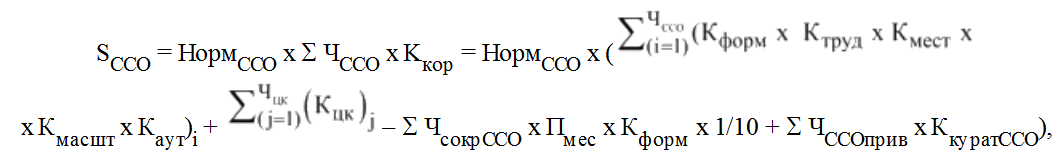 S_ССО = Норм_ССО x Σ Ч_ССО x К_кор = Норм_ССО x ( ∑_(i=1)^Ч_ссо (К_форм x К_труд x К_мест x
x К_масшт x К_аут)_i + ∑_(j=1)^Ч_цк (К_цк)_j – Σ Ч_сокрССО x П_мес x К_форм x 1/10 + Σ Ч_ССОприв x К_куратССО),